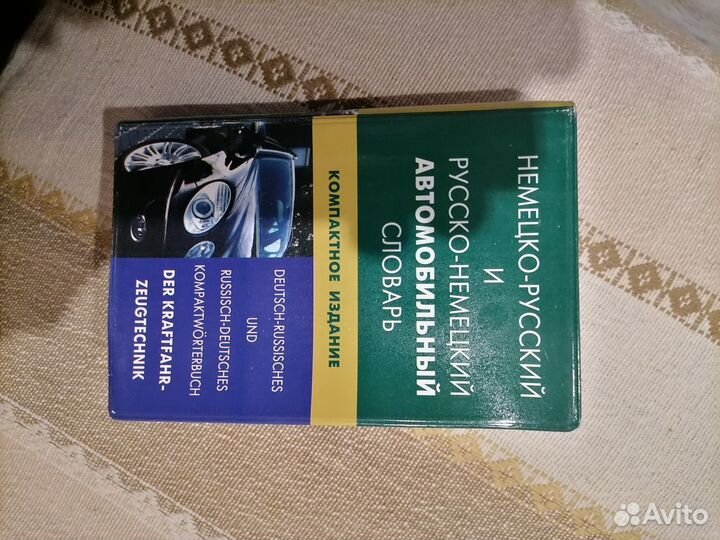 НЕМЕЦКО-РУССКИЙ
И
РУССКО-НЕМЕЦКИЙ
АВТОМОБИЛЬНЫЙ
СЛОВАРЬ
КОМПАКТНОЕ ИЗДАНИЕ
DEUTSCH-RUSSISCHES
UND
RUSSISCH-DEUTSCHES
KOMPAKTWÖRTERBUCH
DER KRAFTFAHR-
ZEUGTECHNIK
Avito